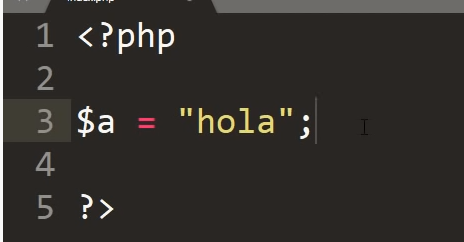 1 <?php
2
3 $a = "hola";
4
5 ?>